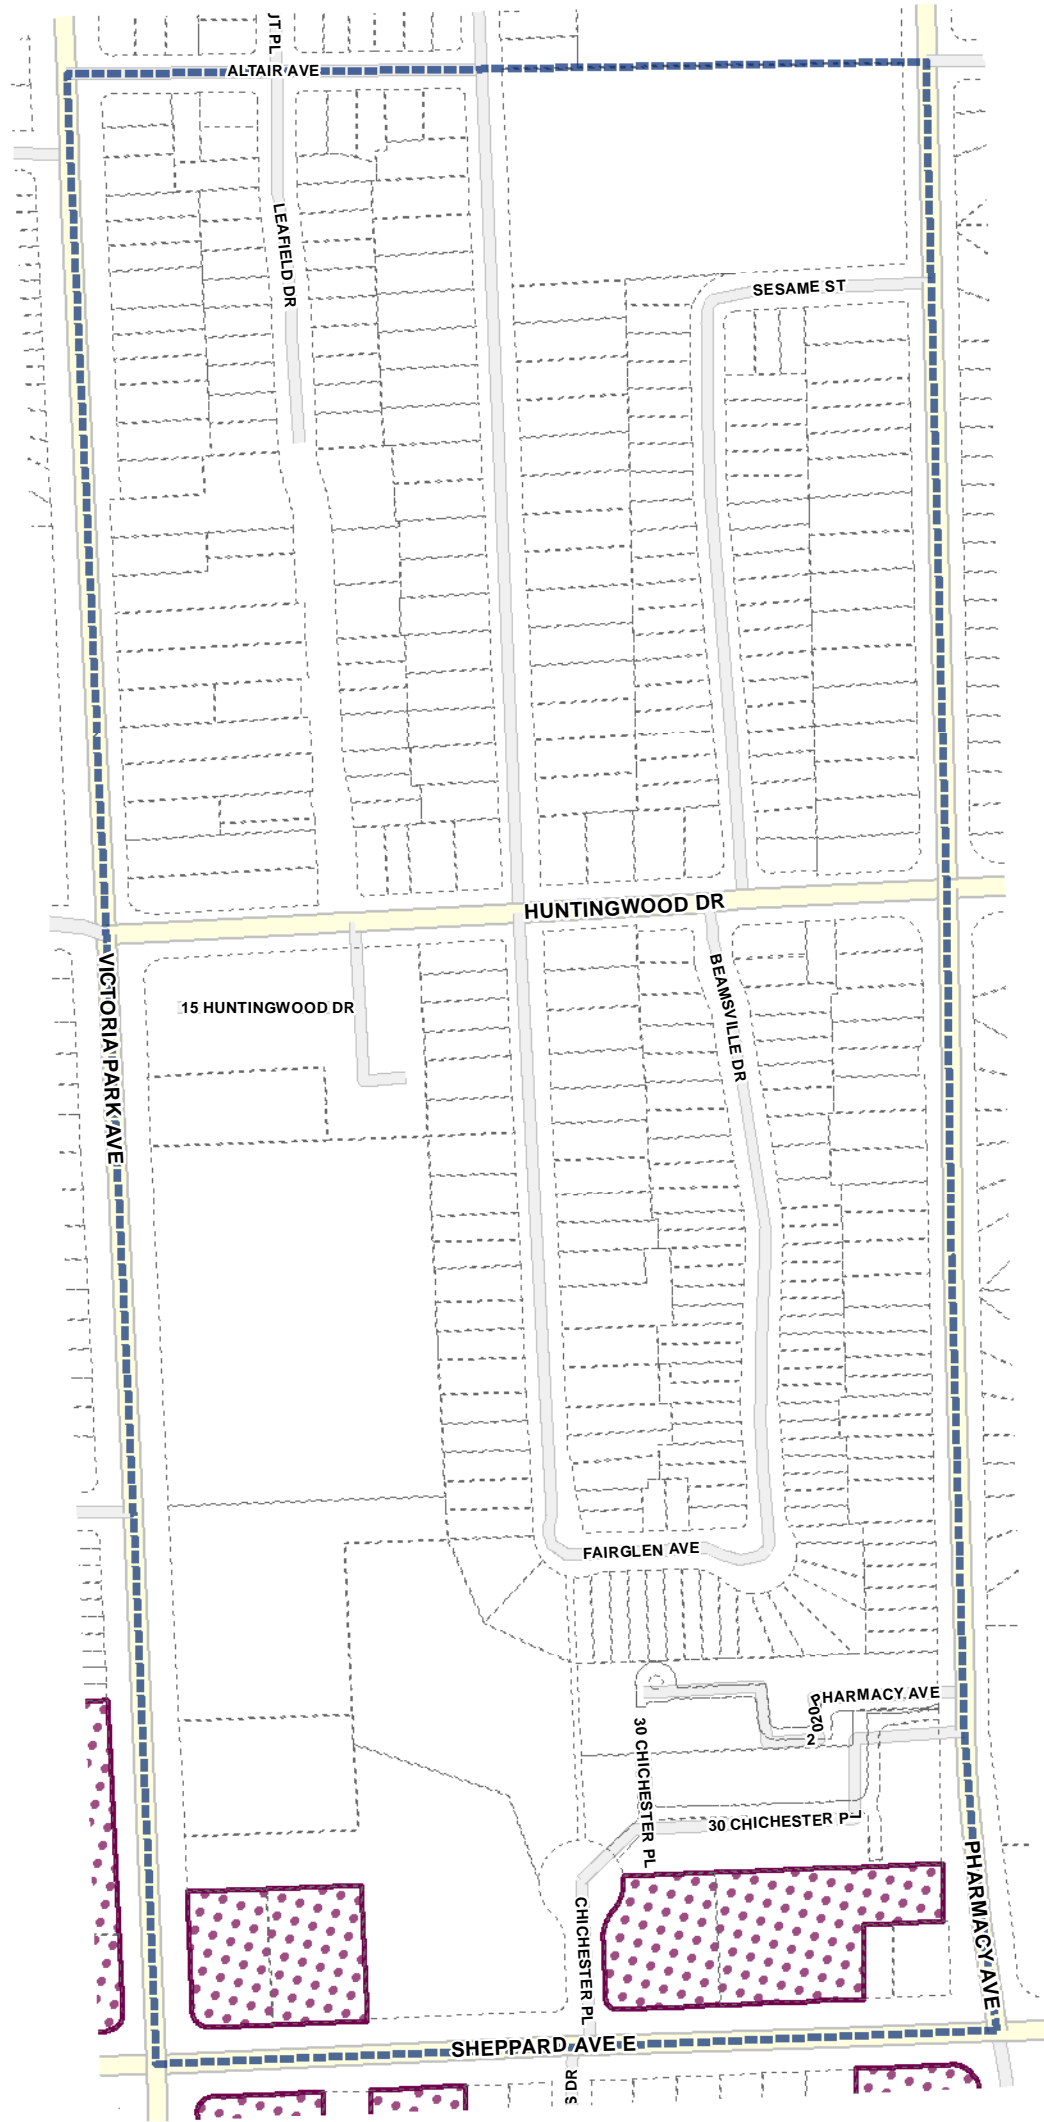 UT PL
ALTAIR AVE
LEAFIELD DR
SESAME ST
HUNTINGWOOD DR
VICTORIA PARK AVE
15 HUNTINGWOOD DR
BEAMSVILLE DR
FAIRGLEN AVE
PHARMACY AVE
30 CHICHESTER PL
30 CHICHESTER PL
CHICHESTER PL
PHARMACY AVE
SHEPPARD AVE E
S DR